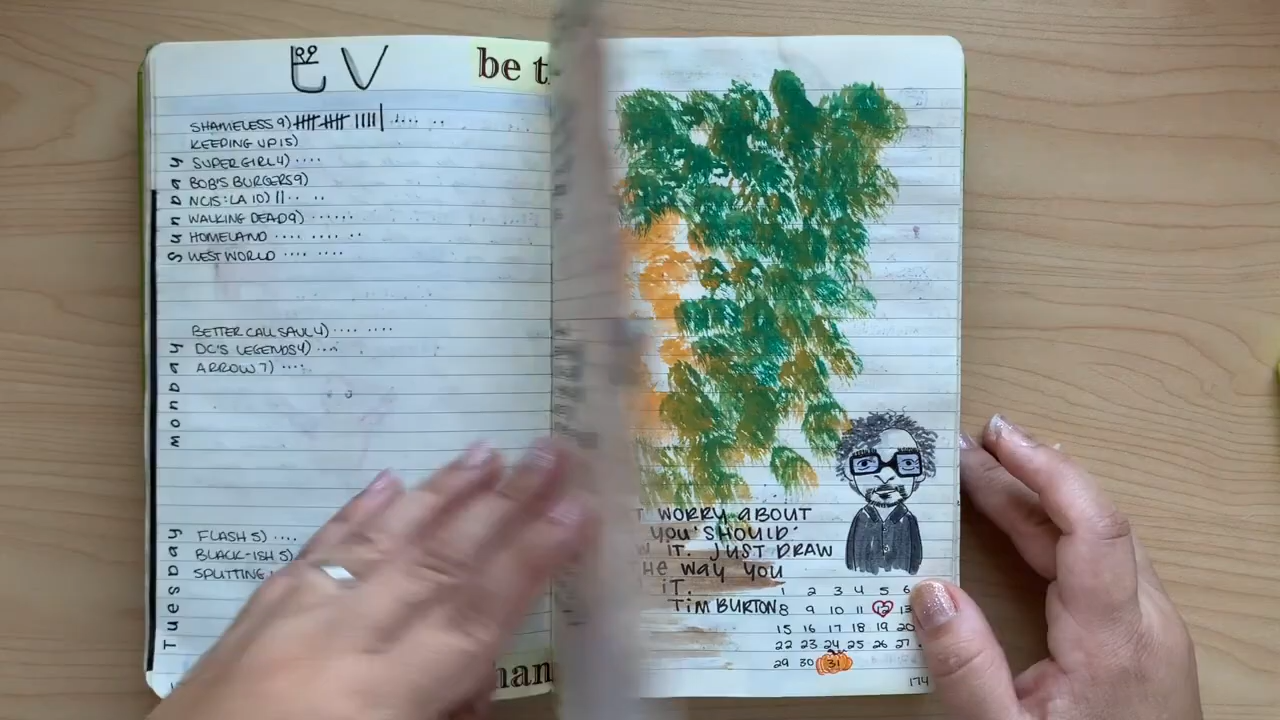 TV
be t
SHAMELESS 9)
KEEPING UP 15)
SUPERGIRL 4)
BOB'S BURGERS 9)
NCIS: LA 10)
WALKING DEAD 9)
HOMELAND
WESTWORLD
SunDay
BETTER CALL SAUL 4)
DC'S LEGENDS 4)
ARROW 7)
monDay
FLASH 5)
BLACK-ISH 5)
SPLITTING
TuesDay
han
T WORRY ABOUT
YOU 'SHOULD'
W IT. JUST DRAW
HE WAY YOU
IT.
TIM BURTON
1 2 3 4 5 6
8 9 10 11 12 13
15 16 17 18 19 20
22 23 24 25 26 27
29 30 31
174